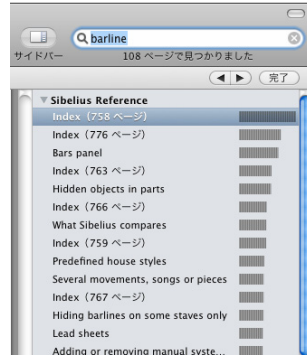 barline
サイドバー
108 ページで見つかりました
完了
Sibelius Reference
Index（758 ページ）
Index（776 ページ）
Bars panel
Index（763 ページ）
Hidden objects in parts
Index（766 ページ）
What Sibelius compares
Index（759 ページ）
Predefined house styles
Several movements, songs or pieces
Index（767 ページ）
Hiding barlines on some staves only
Lead sheets
Adding or removing manual syste...